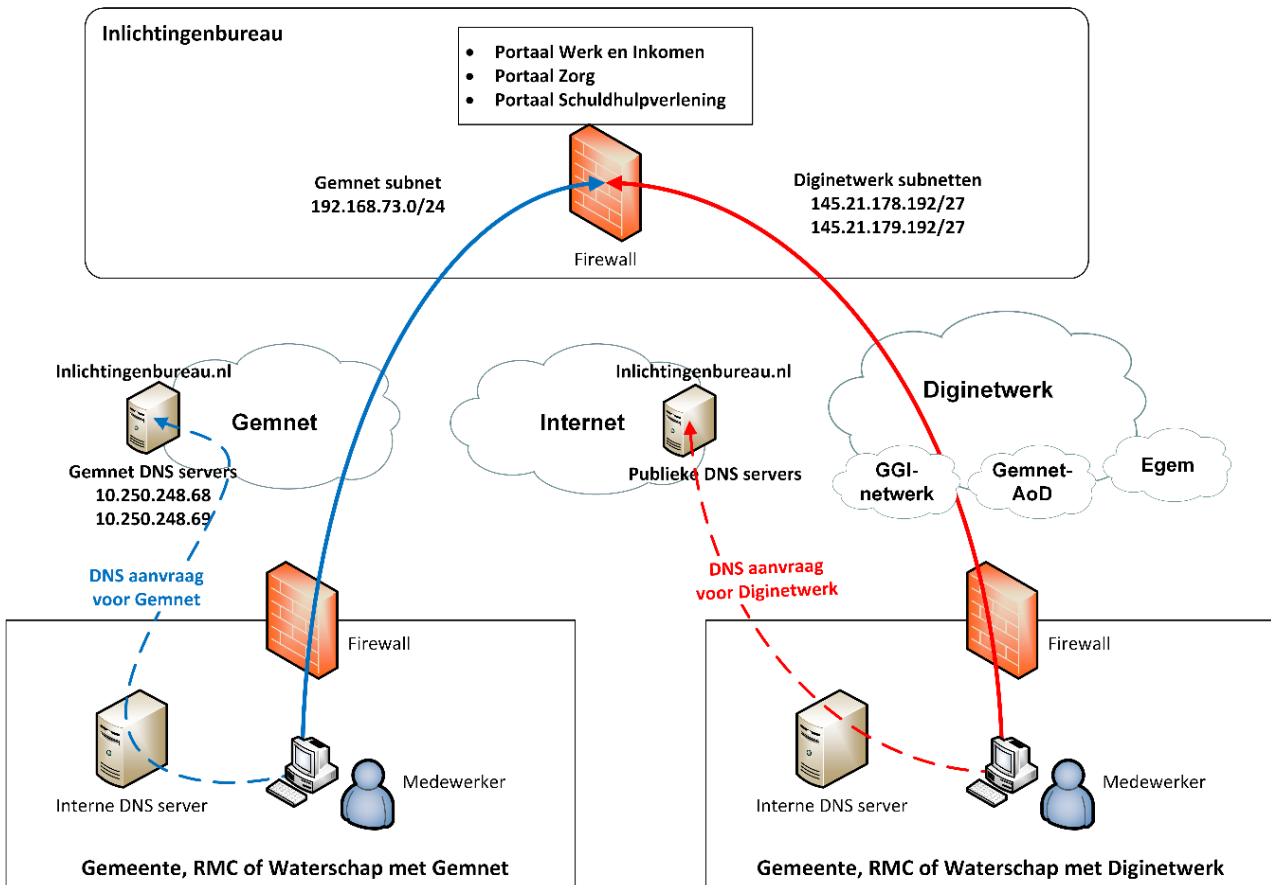 Inlichtingenbureau
• Portaal Werk en Inkomen
• Portaal Zorg
• Portaal Schuldhulpverlening
Gemnet subnet
192.168.73.0/24
Diginetwerk subnetten
145.21.178.192/27
145.21.179.192/27
Firewall
Inlichtingenbureau.nl
Gemnet
Gemnet DNS servers
10.250.248.68
10.250.248.69
Inlichtingenbureau.nl
Internet
Publieke DNS servers
Diginetwerk
GGI-
netwerk
Gemnet-
AoD
Egem
DNS aanvraag
voor Gemnet
DNS aanvraag
voor Diginetwerk
Firewall
Interne DNS server
Medewerker
Gemeente, RMC of Waterschap met Gemnet
Firewall
Interne DNS server
Medewerker
Gemeente, RMC of Waterschap met Diginetwerk